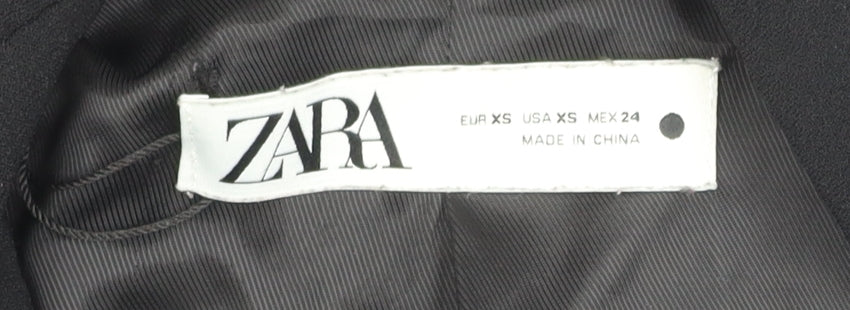 ZARA
EUR XS USA XS MEX 24
MADE IN CHINA